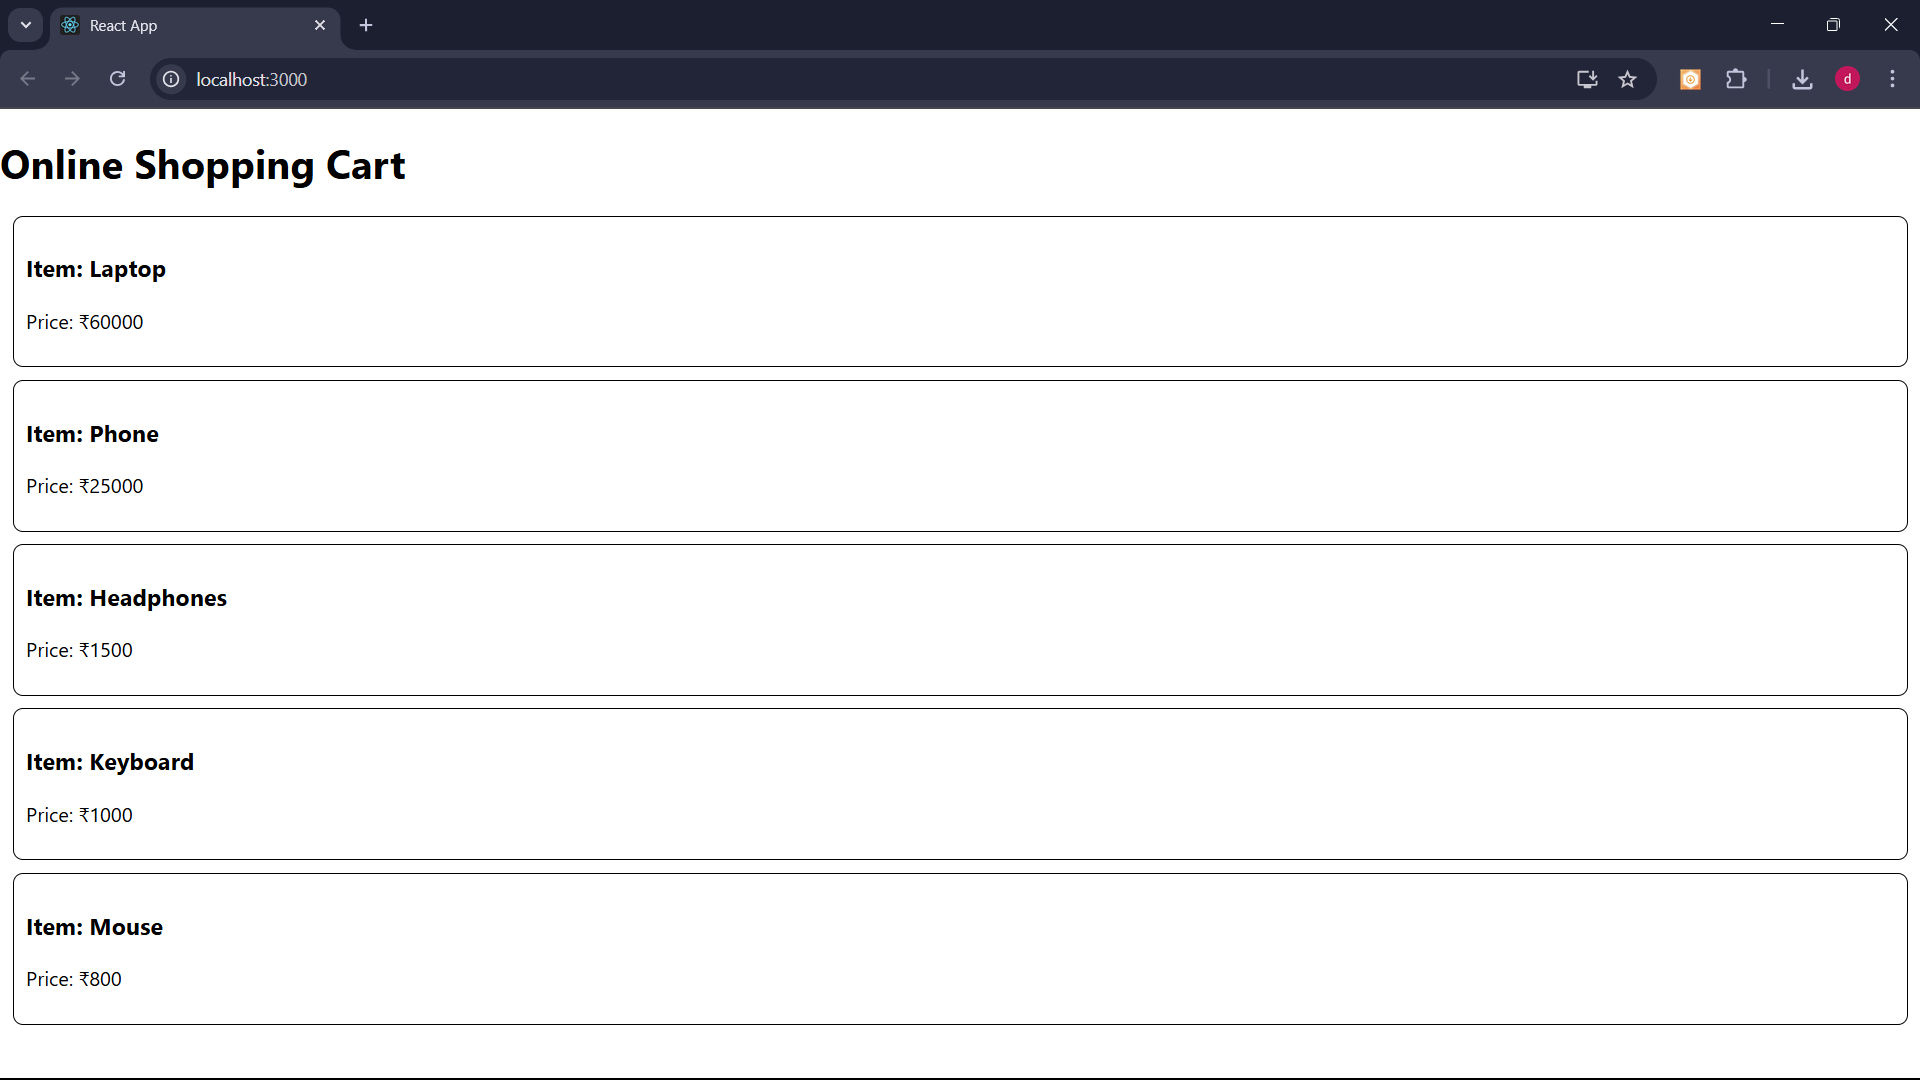 React App
localhost:3000
d
Online Shopping Cart
Item: Laptop
Price: ₹60000
Item: Phone
Price: ₹25000
Item: Headphones
Price: ₹1500
Item: Keyboard
Price: ₹1000
Item: Mouse
Price: ₹800